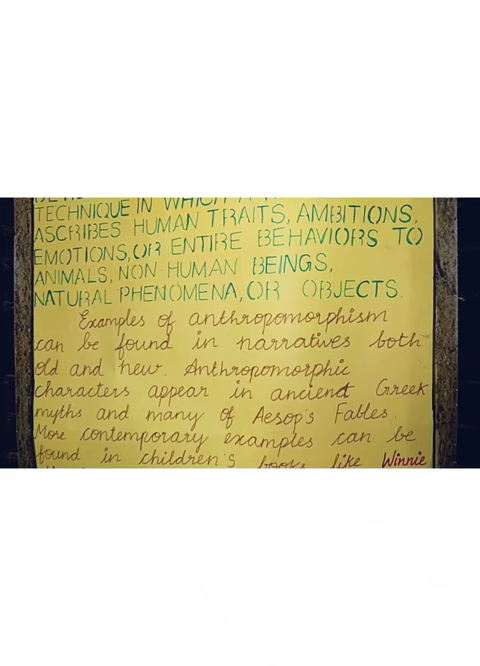 TECHNIQUE IN WHICH A
ASCRIBES HUMAN TRAITS, AMBITIONS,
EMOTIONS, OR ENTIRE BEHAVIORS TO
ANIMALS, NON HUMAN BEINGS,
NATURAL PHENOMENA, OR OBJECTS.
Examples of anthropomorphism
can be found in narratives both
old and new. Anthropomorphic
characters appear in ancient Greek
myths and many of Aesop's Fables.
More contemporary examples can be
found in children's books like Winnie